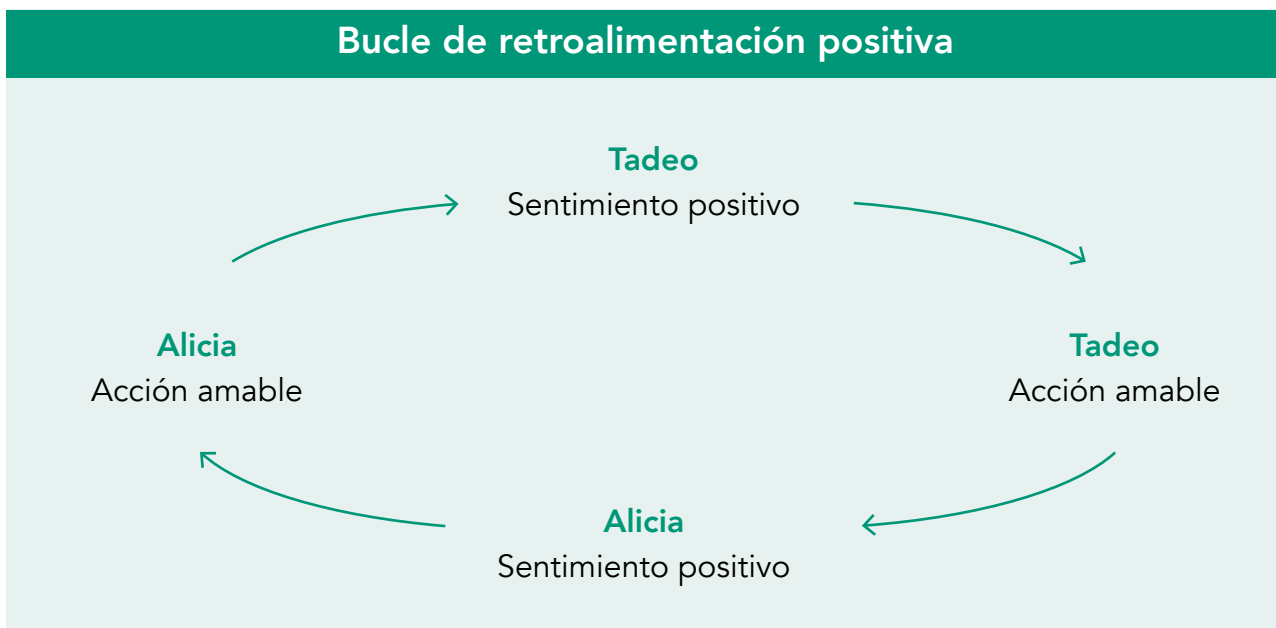 Bucle de retroalimentación positiva
Tadeo
Sentimiento positivo
Alicia
Acción amable
Tadeo
Acción amable
Alicia
Sentimiento positivo